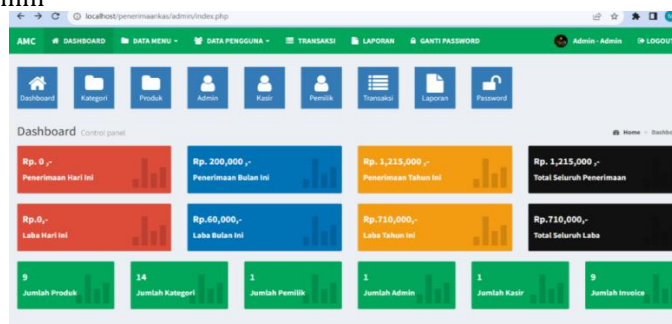 localhost/penerimaankas/admin/index.php
AMC DASHBOARD DATA MENU DATA PENGGUNA TRANSAKSI LAPORAN GANTI PASSWORD Admin - Admin LOGOUT
Dashboard Kategori Produk Admin Kasir Pemilik Transaksi Laporan Password
Dashboard Control panel Home
Rp. 0 ,- Rp. 200,000 ,- Rp. 1,215,000 ,- Rp. 1,215,000 ,-
Penerimaan Hari Ini Penerimaan Bulan Ini Penerimaan Tahun Ini Total Seluruh Penerimaan
Rp.0,- Rp.60,000,- Rp.710,000,- Rp.710,000,-
Laba Hari Ini Laba Bulan Ini Laba Tahun Ini Total Seluruh Laba
9 14 1 1 1 9
Jumlah Produk Jumlah Kategori Jumlah Pemilik Jumlah Admin Jumlah Kasir Jumlah Invoice